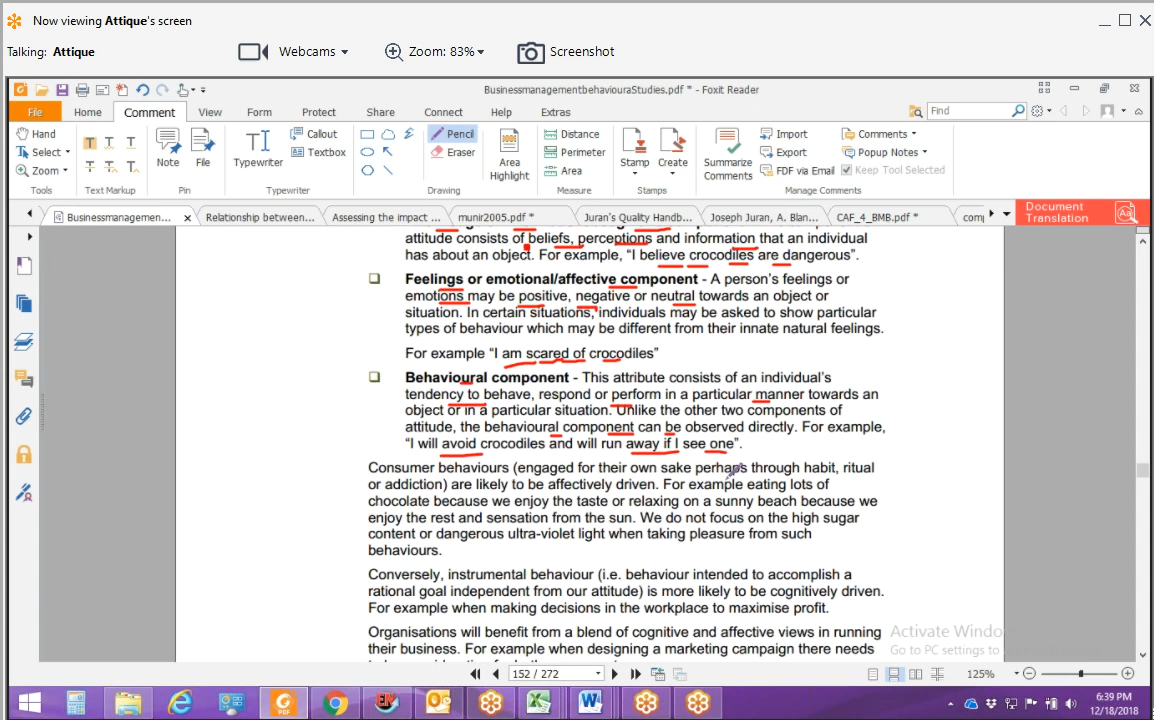 Now viewing Attique's screen
Talking: Attique
Webcams
Zoom: 83%
Screenshot
BusinessmanagementbehaviouraStudies.pdf * - Foxit Reader
File Home Comment View Form Protect Share Connect Help Extras
Find
Hand
Select
Zoom
Tools
Text Markup
Note
File
Pin
Typewriter
Callout
Textbox
Typewriter
Pencil
Eraser
Drawing
Area
Highlight
Distance
Perimeter
Area
Measure
Stamp
Create
Stamps
Summarize
Comments
Import
Export
FDF via Email
Comments
Popup Notes
Keep Tool Selected
Manage Comments
Businessmanagemen...
Relationship between...
Assessing the impact ...
munir2005.pdf *
Juran's Quality Handb...
Joseph Juran, A. Blan...
CAF_4_BMB.pdf *
Document
Translation
attitude consists of beliefs, perceptions and information that an individual
has about an object. For example, “I believe crocodiles are dangerous”.
Feelings or emotional/affective component - A person’s feelings or
emotions may be positive, negative or neutral towards an object or
situation. In certain situations, individuals may be asked to show particular
types of behaviour which may be different from their innate natural feelings.
For example “I am scared of crocodiles”
Behavioural component - This attribute consists of an individual’s
tendency to behave, respond or perform in a particular manner towards an
object or in a particular situation. Unlike the other two components of
attitude, the behavioural component can be observed directly. For example,
“I will avoid crocodiles and will run away if I see one”.
Consumer behaviours (engaged for their own sake perhaps through habit, ritual
or addiction) are likely to be affectively driven. For example eating lots of
chocolate because we enjoy the taste or relaxing on a sunny beach because we
enjoy the rest and sensation from the sun. We do not focus on the high sugar
content or dangerous ultra-violet light when taking pleasure from such
behaviours.
Conversely, instrumental behaviour (i.e. behaviour intended to accomplish a
rational goal independent from our attitude) is more likely to be cognitively driven.
For example when making decisions in the workplace to maximise profit.
Organisations will benefit from a blend of cognitive and affective views in running
their business. For example when designing a marketing campaign there needs
Activate Windo
Go to PC settings to
152 / 272
125%
6:39 PM
12/18/2018